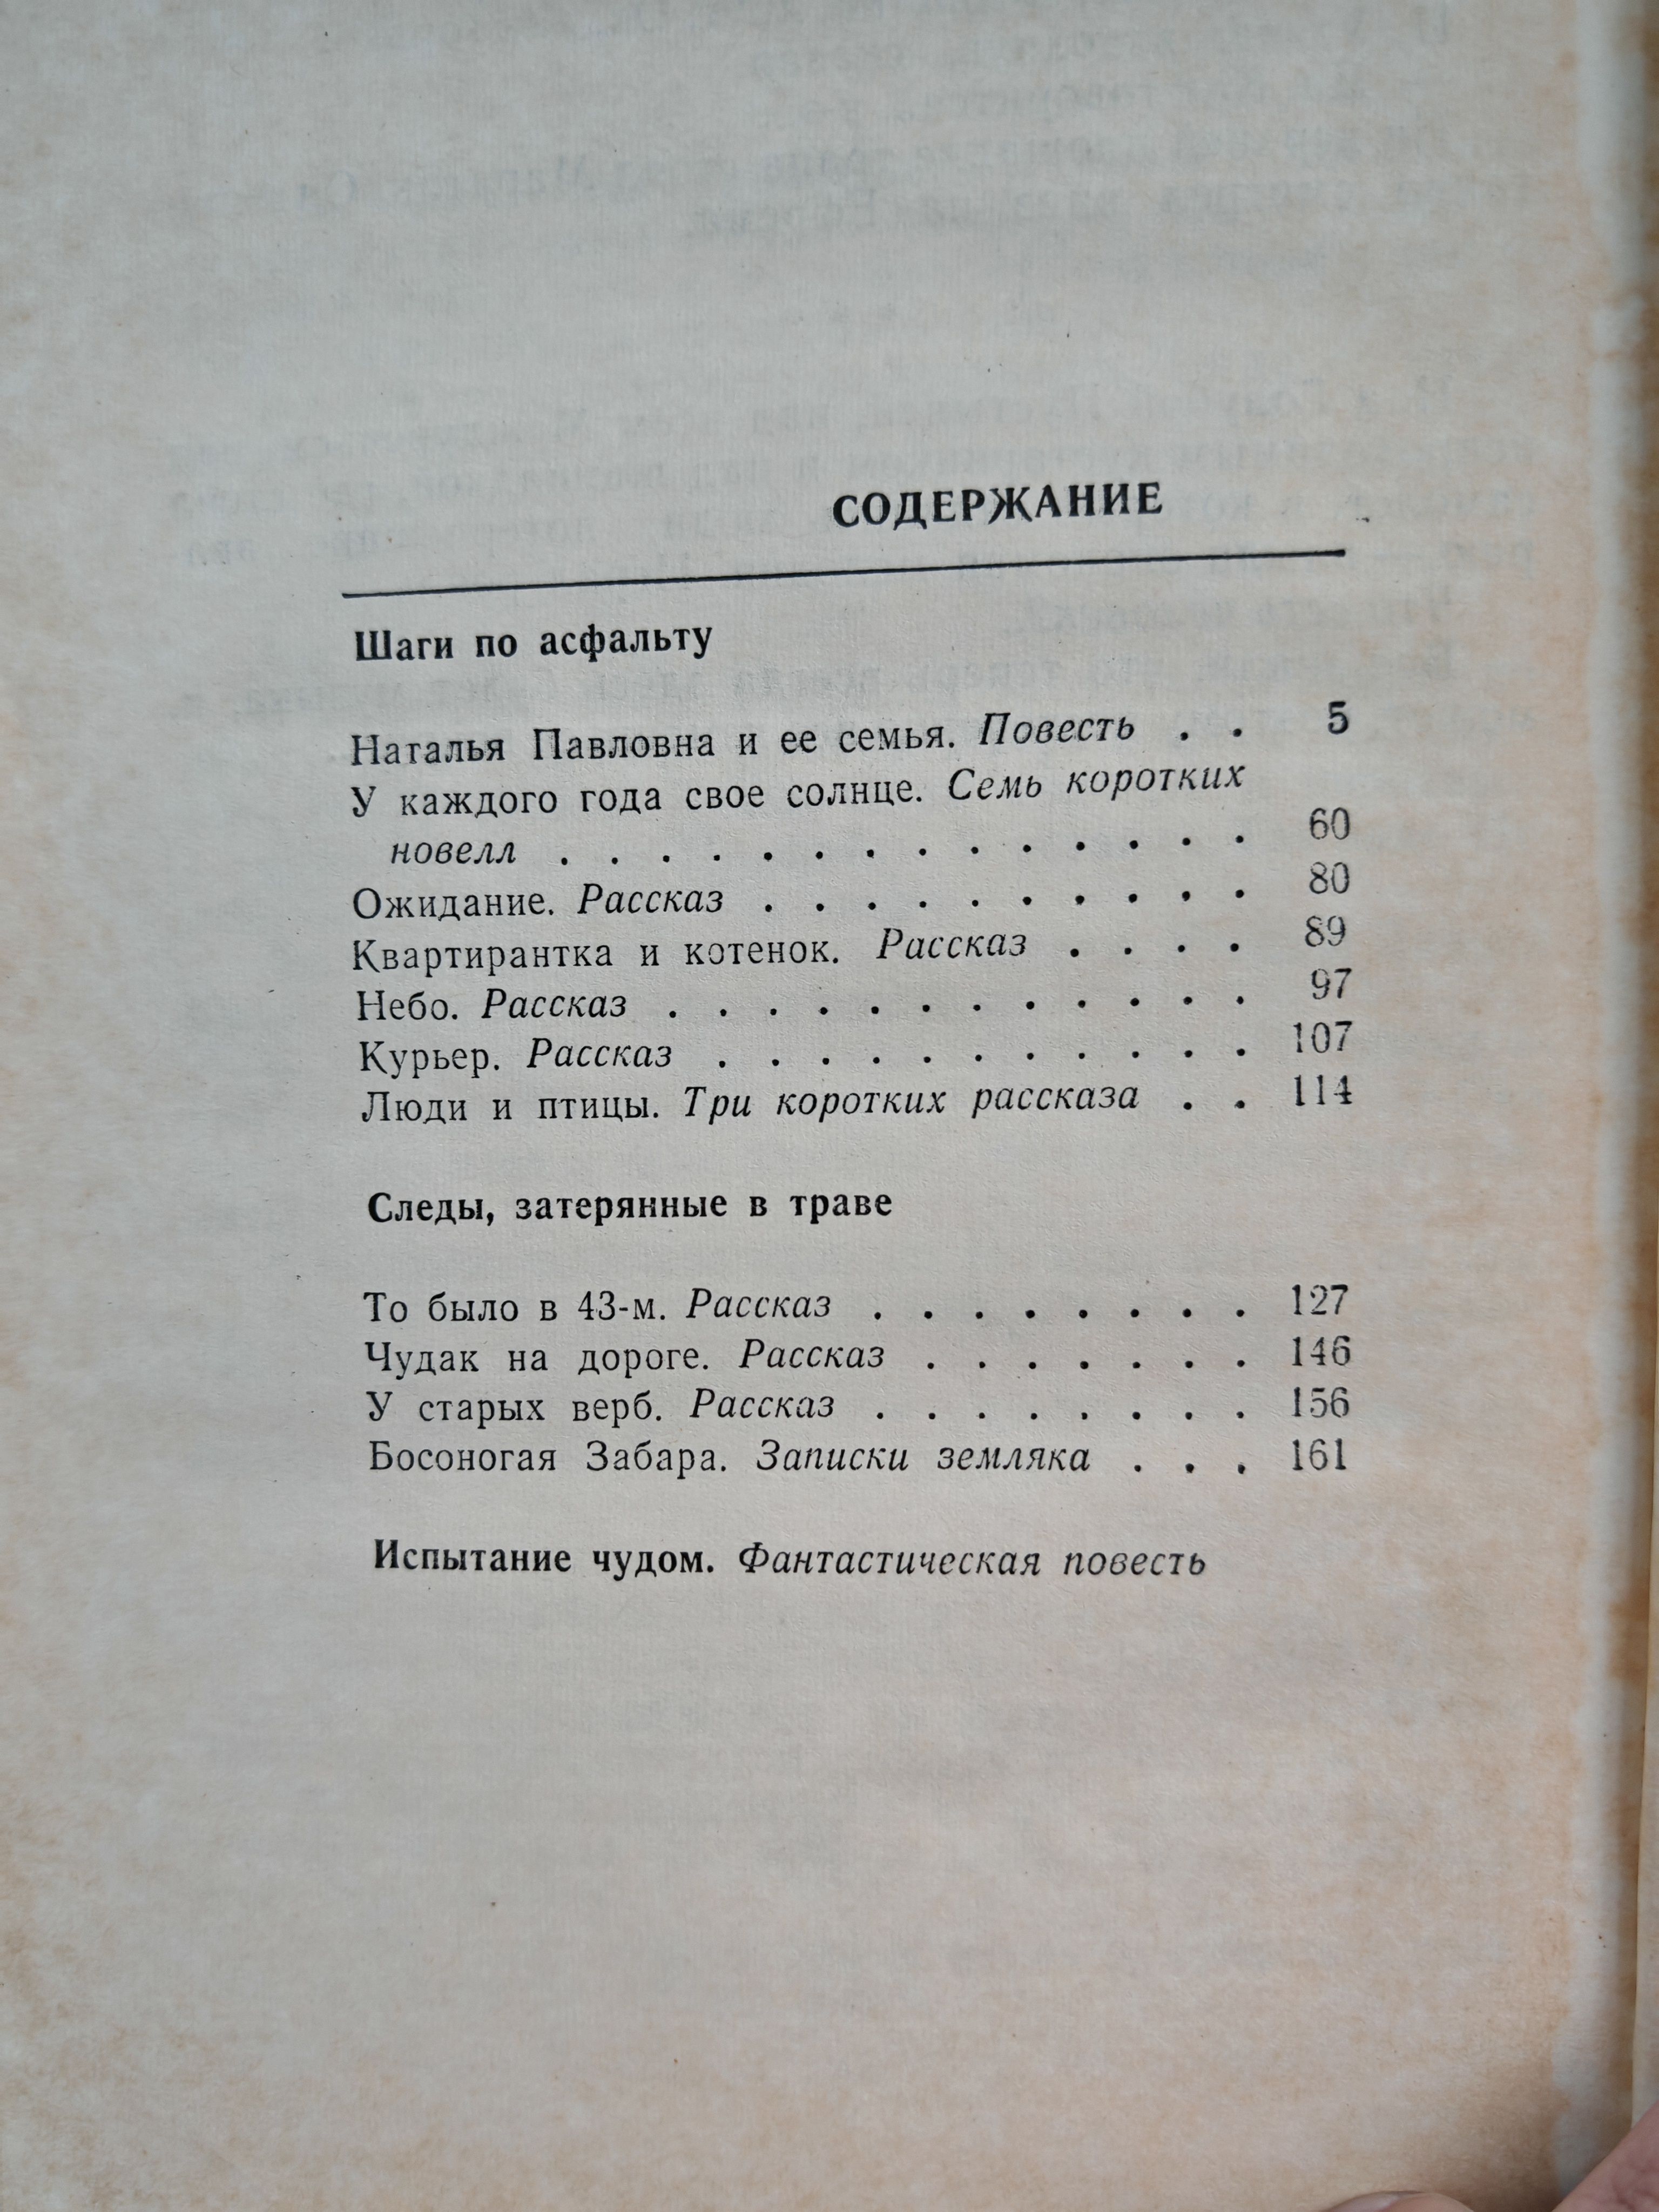 СОДЕРЖАНИЕ
Шаги по асфальту
Наталья Павловна и ее семья. Повесть . . 5
У каждого года свое солнце. Семь коротких
новелл . . . . . . . . . . . . . . 60
Ожидание. Рассказ . . . . . . . . . . 80
Квартирантка и котенок. Рассказ . . . . 89
Небо. Рассказ . . . . . . . . . . . . 97
Курьер. Рассказ . . . . . . . . . . . 107
Люди и птицы. Три коротких рассказа . . 114
Следы, затерянные в траве
То было в 43-м. Рассказ . . . . . . . . 127
Чудак на дороге. Рассказ . . . . . . . 146
У старых верб. Рассказ . . . . . . . . 156
Босоногая Забара. Записки земляка . . . 161
Испытание чудом. Фантастическая повесть